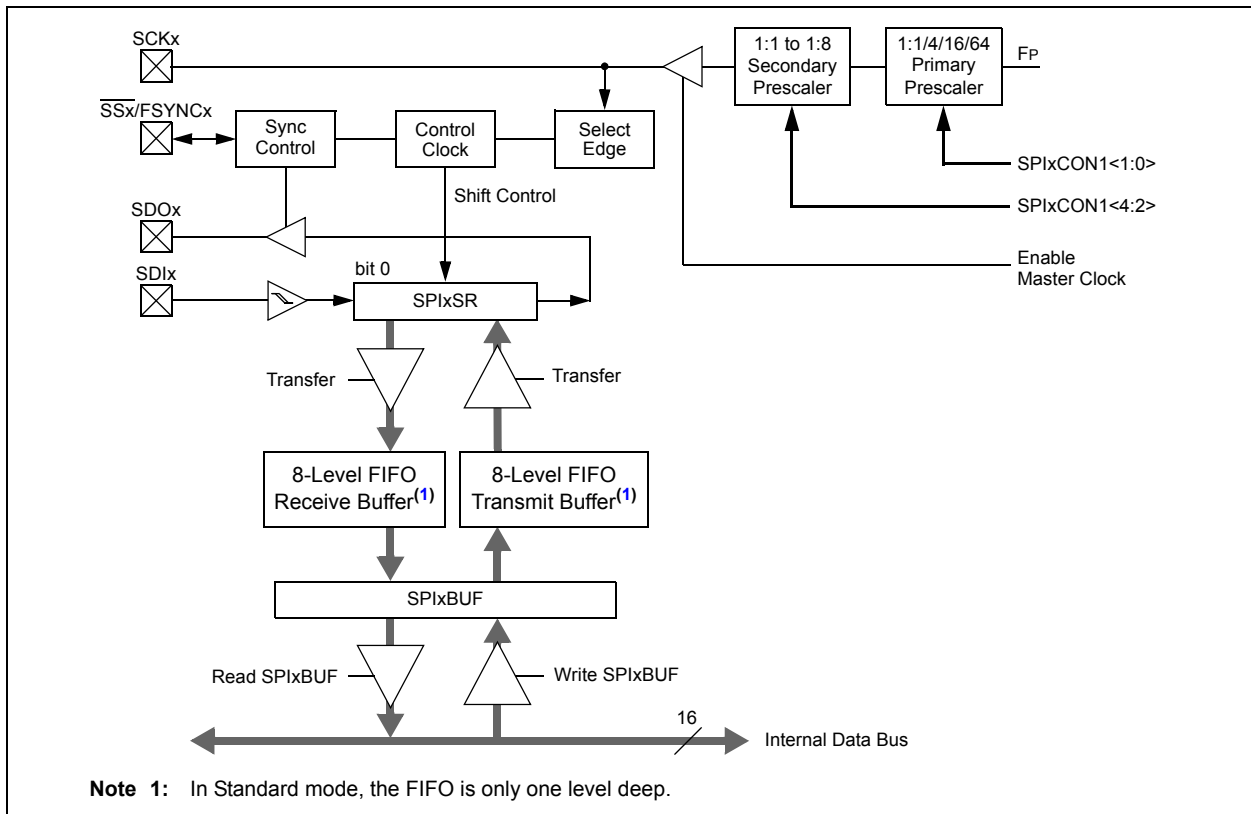 SCKx
1:1 to 1:8
Secondary
Prescaler
1:1/4/16/64
Primary
Prescaler
FP
SSx/FSYNCx
Sync
Control
Control
Clock
Select
Edge
SPIxCON1<1:0>
Shift Control
SPIxCON1<4:2>
SDOx
Enable
Master Clock
SDIx
bit 0
SPIxSR
Transfer
Transfer
8-Level FIFO
Receive Buffer(1)
8-Level FIFO
Transmit Buffer(1)
SPIxBUF
Read SPIxBUF
Write SPIxBUF
16
Internal Data Bus
Note 1: In Standard mode, the FIFO is only one level deep.